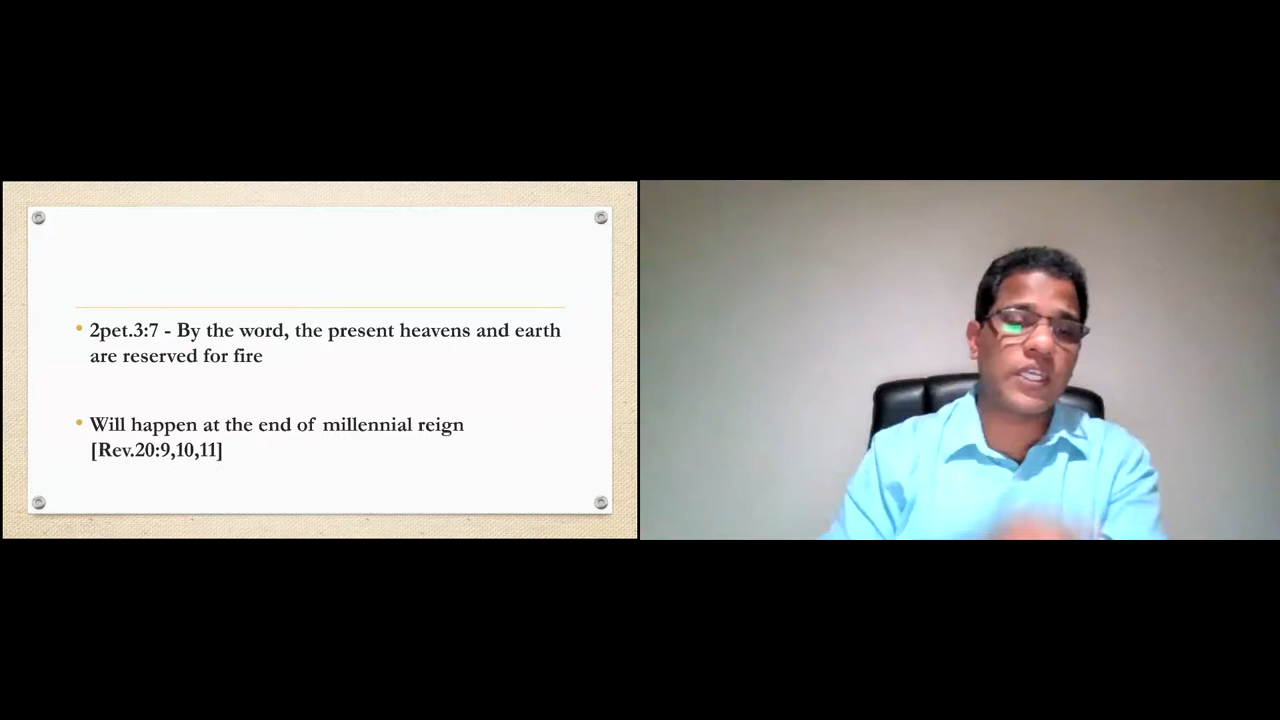 • 2pet.3:7 - By the word, the present heavens and earth
are reserved for fire
• Will happen at the end of millennial reign
[Rev.20:9,10,11]